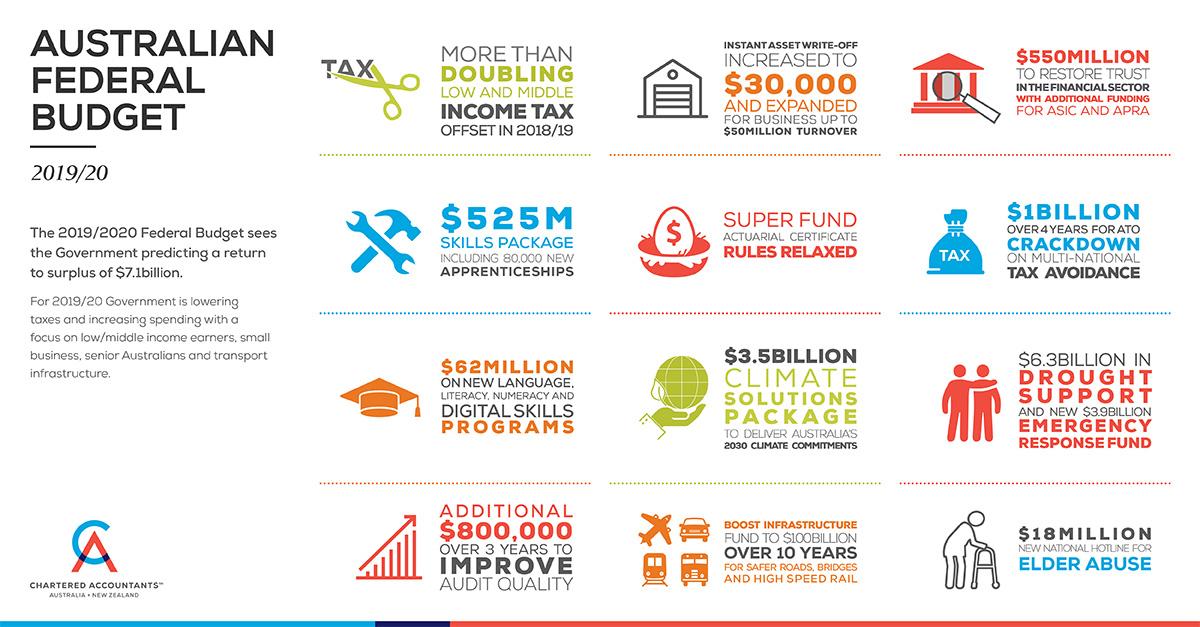 AUSTRALIAN
FEDERAL
BUDGET
2019/20
The 2019/2020 Federal Budget sees
the Government predicting a return
to surplus of $7.1billion.
For 2019/20 Government is lowering
taxes and increasing spending with a
focus on low/middle income earners, small
business, senior Australians and transport
infrastructure.
CA
CHARTERED ACCOUNTANTS™
AUSTRALIA • NEW ZEALAND
TAX
MORE THAN
DOUBLING
LOW AND MIDDLE
INCOME TAX
OFFSET IN 2018/19
INSTANT ASSET WRITE-OFF
INCREASED TO
$30,000
AND EXPANDED
FOR BUSINESS UP TO
$50MILLION TURNOVER
$550MILLION
TO RESTORE TRUST
IN THE FINANCIAL SECTOR
WITH ADDITIONAL FUNDING
FOR ASIC AND APRA
$525M
SKILLS PACKAGE
INCLUDING 80,000 NEW
APPRENTICESHIPS
$
SUPER FUND
ACTUARIAL CERTIFICATE
RULES RELAXED
TAX
$1BILLION
OVER 4 YEARS FOR ATO
CRACKDOWN
ON MULTI-NATIONAL
TAX AVOIDANCE
$62MILLION
ON NEW LANGUAGE,
LITERACY, NUMERACY AND
DIGITAL SKILLS
PROGRAMS
$3.5BILLION
CLIMATE
SOLUTIONS
PACKAGE
TO DELIVER AUSTRALIA'S
2030 CLIMATE COMMITMENTS
$6.3BILLION IN
DROUGHT
SUPPORT
AND NEW $3.9BILLION
EMERGENCY
RESPONSE FUND
ADDITIONAL
$800,000
OVER 3 YEARS TO
IMPROVE
AUDIT QUALITY
BOOST INFRASTRUCTURE
FUND TO $100BILLION
OVER 10 YEARS
FOR SAFER ROADS, BRIDGES
AND HIGH SPEED RAIL
$18MILLION
NEW NATIONAL HOTLINE FOR
ELDER ABUSE